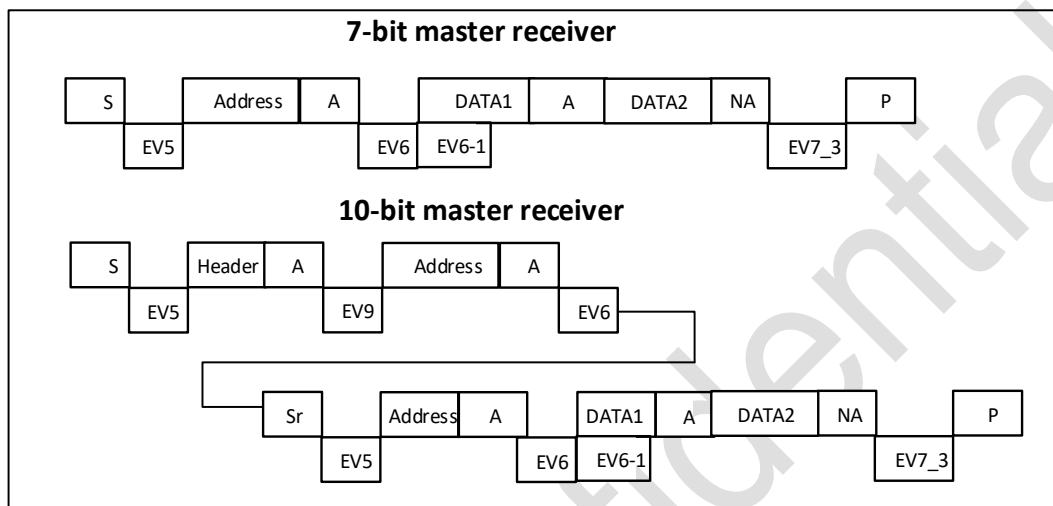 7-bit master receiver
S Address A DATA1 A DATA2 NA P
EV5 EV6 EV6-1 EV7_3
10-bit master receiver
S Header A Address A
EV5 EV9 EV6
Sr Address A DATA1 A DATA2 NA P
EV5 EV6 EV6-1 EV7_3
fidential